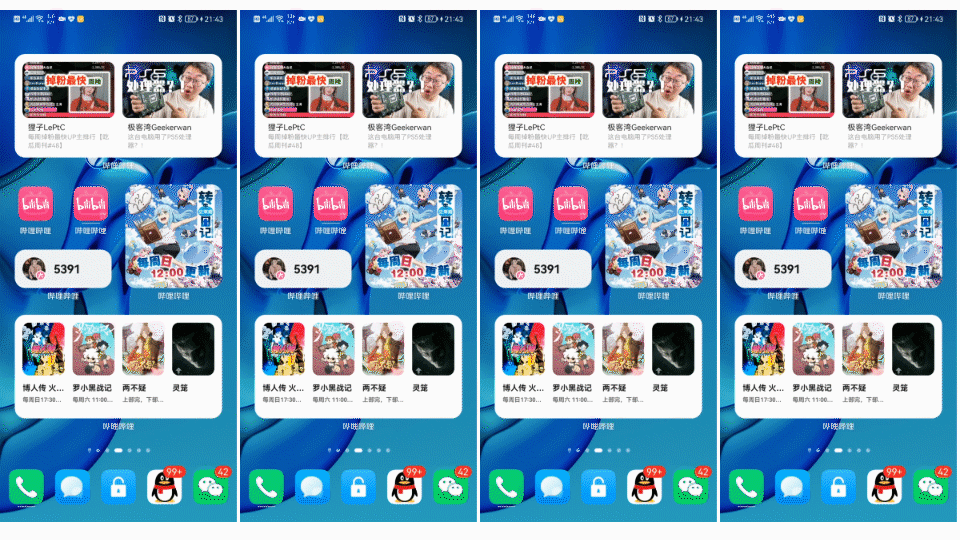 21:43
掉粉最快 周榜
PS5
处理器?
狸子LePtC
每周掉粉最快UP主排行【吃
瓜周刊#48】
极客湾Geekerwan
这台电脑用了PS5处理
器?!
哔哩哔哩
bilibili
bilibili
哔哩哔哩
哔哩哔哩
转生
日记
每周日
12:00更新
5391
哔哩哔哩
哔哩哔哩
博人传 火...
每周日17:30...
罗小黑战记
每周六 11:00...
两不疑
上部完、下部...
灵笼
哔哩哔哩
99+
42
21:43
掉粉最快 周榜
处理器?
狸子LePtC
每周掉粉最快UP主排行【吃
瓜周刊#48】
极客湾Geekerwan
这台电脑用了PS5处理
器?!
哔哩哔哩
bilibili
bilibili
哔哩哔哩
哔哩哔哩
每周日
12:00更新
5391
哔哩哔哩
哔哩哔哩
博人传 火...
每周日17:30...
罗小黑战记
每周六 11:00...
两不疑
上部完、下部...
灵笼
哔哩哔哩
99+
42
21:43
掉粉最快 周榜
处理器?
狸子LePtC
每周掉粉最快UP主排行【吃
瓜周刊#48】
极客湾Geekerwan
这台电脑用了PS5处理
器?!
哔哩哔哩
bilibili
bilibili
哔哩哔哩
哔哩哔哩
每周日
12:00更新
5391
哔哩哔哩
哔哩哔哩
博人传 火...
每周日17:30...
罗小黑战记
每周六 11:00...
两不疑
上部完、下部...
灵笼
哔哩哔哩
99+
42
21:43
掉粉最快 周榜
处理器?
狸子LePtC
每周掉粉最快UP主排行【吃
瓜周刊#48】
极客湾Geekerwan
这台电脑用了PS5处理
器?!
哔哩哔哩
bilibili
bilibili
哔哩哔哩
哔哩哔哩
每周日
12:00更新
5391
哔哩哔哩
哔哩哔哩
博人传 火...
每周日17:30...
罗小黑战记
每周六 11:00...
两不疑
上部完、下部...
灵笼
哔哩哔哩
99+
42